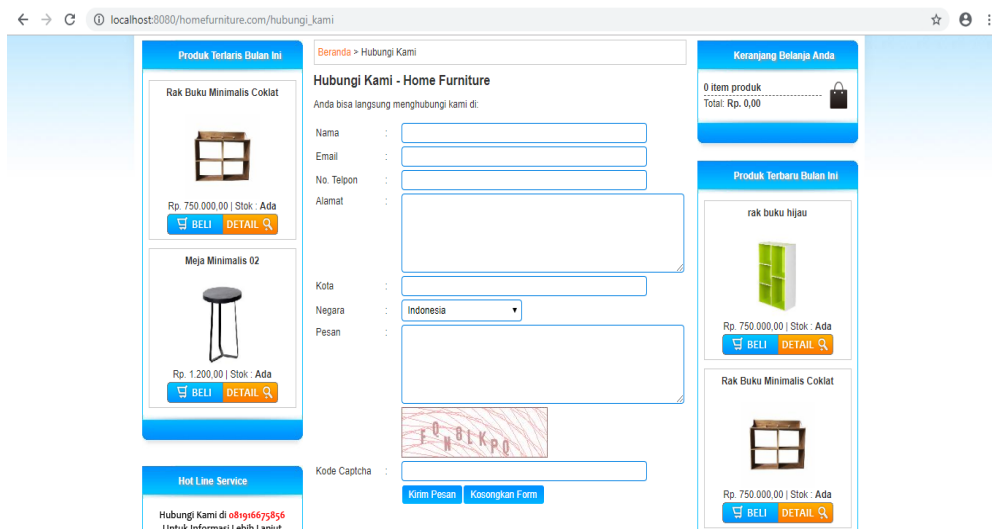 localhost:8080/homefurniture.com/hubungi_kami
Produk Terlaris Bulan Ini
Rak Buku Minimalis Coklat
Rp. 750.000,00 | Stok : Ada
BELI DETAIL
Meja Minimalis 02
Rp. 1.200,00 | Stok : Ada
BELI DETAIL
Hot Line Service
Hubungi Kami di 081916675856
Untuk Informasi Lebih Lanjut
Beranda > Hubungi Kami
Hubungi Kami - Home Furniture
Anda bisa langsung menghubungi kami di:
Nama :
Email :
No. Telpon :
Alamat :
Kota :
Negara : Indonesia
Pesan :
FQN8LKPQ
Kode Captcha :
Kirim Pesan Kosongkan Form
Keranjang Belanja Anda
0 item produk
Total: Rp. 0,00
Produk Terbaru Bulan Ini
rak buku hijau
Rp. 750.000,00 | Stok : Ada
BELI DETAIL
Rak Buku Minimalis Coklat
Rp. 750.000,00 | Stok : Ada
BELI DETAIL